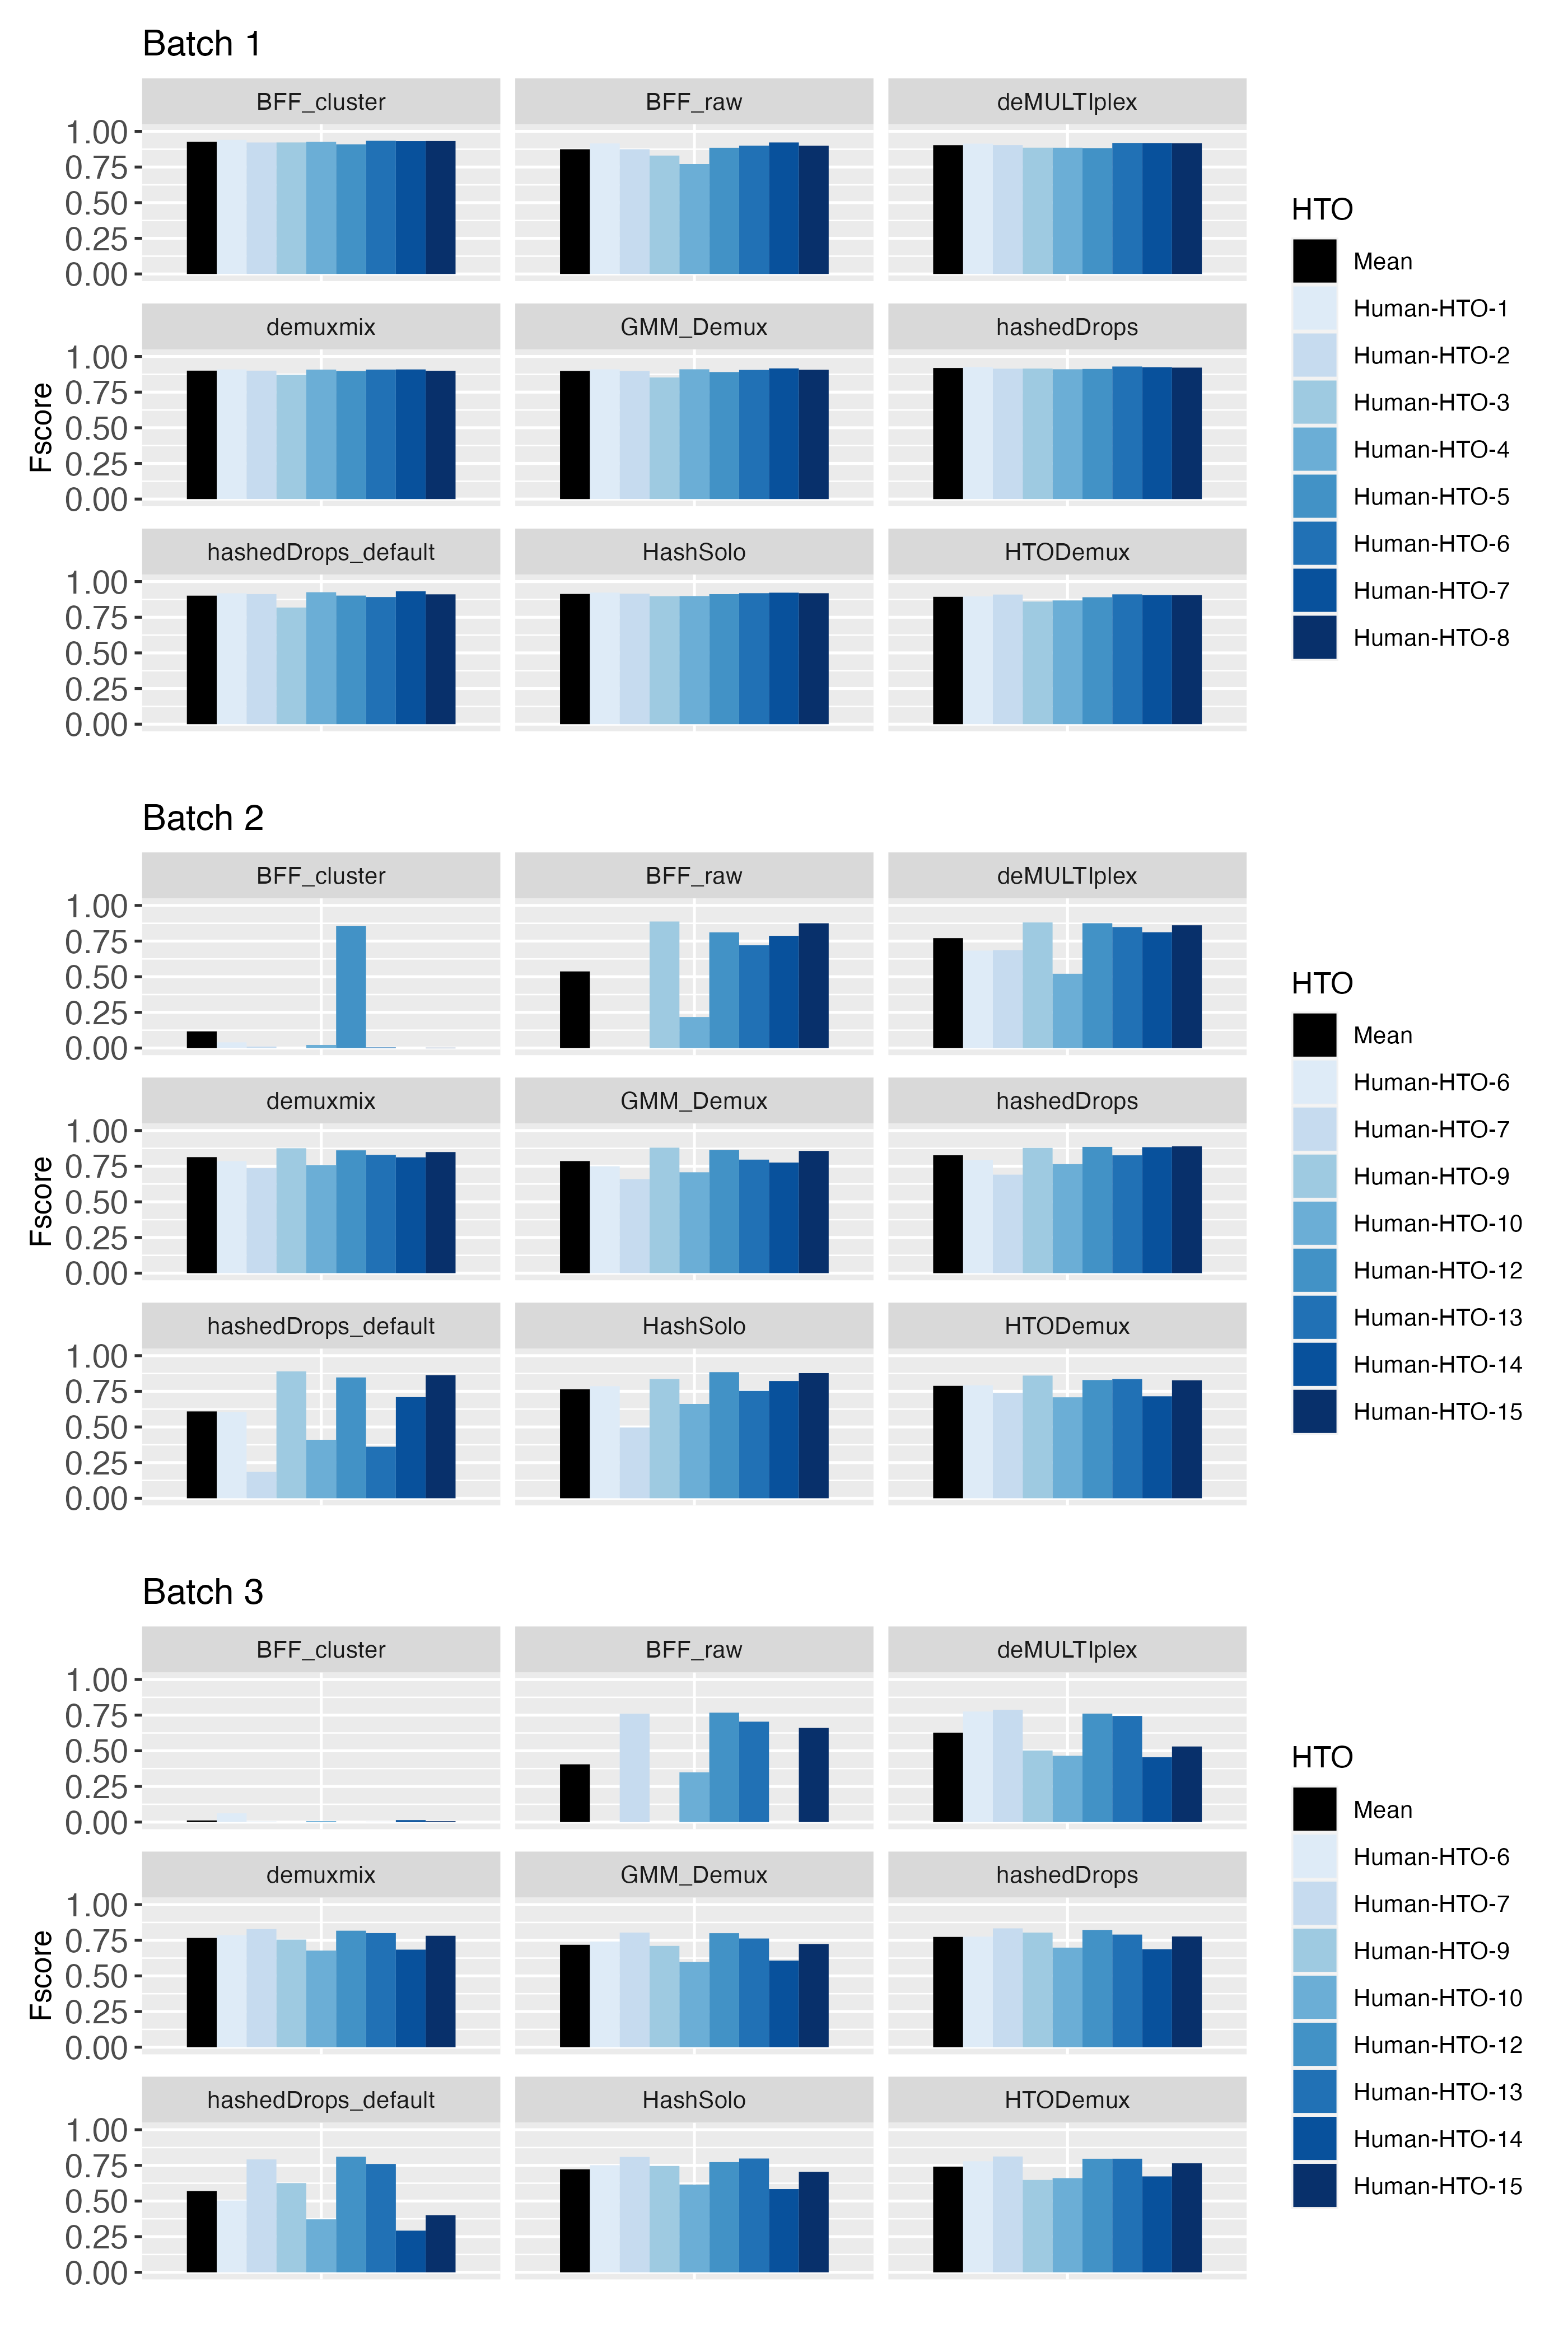 Batch 1
BFF_cluster BFF_raw deMULTIplex
1.00
0.75
0.50
0.25
0.00
demuxmix GMM_Demux hashedDrops
1.00
0.75
0.50
0.25
0.00
hashedDrops_default HashSolo HTODemux
1.00
0.75
0.50
0.25
0.00
Fscore
HTO
Mean
Human-HTO-1
Human-HTO-2
Human-HTO-3
Human-HTO-4
Human-HTO-5
Human-HTO-6
Human-HTO-7
Human-HTO-8
Batch 2
BFF_cluster BFF_raw deMULTIplex
1.00
0.75
0.50
0.25
0.00
demuxmix GMM_Demux hashedDrops
1.00
0.75
0.50
0.25
0.00
hashedDrops_default HashSolo HTODemux
1.00
0.75
0.50
0.25
0.00
Fscore
HTO
Mean
Human-HTO-6
Human-HTO-7
Human-HTO-9
Human-HTO-10
Human-HTO-12
Human-HTO-13
Human-HTO-14
Human-HTO-15
Batch 3
BFF_cluster BFF_raw deMULTIplex
1.00
0.75
0.50
0.25
0.00
demuxmix GMM_Demux hashedDrops
1.00
0.75
0.50
0.25
0.00
hashedDrops_default HashSolo HTODemux
1.00
0.75
0.50
0.25
0.00
Fscore
HTO
Mean
Human-HTO-6
Human-HTO-7
Human-HTO-9
Human-HTO-10
Human-HTO-12
Human-HTO-13
Human-HTO-14
Human-HTO-15